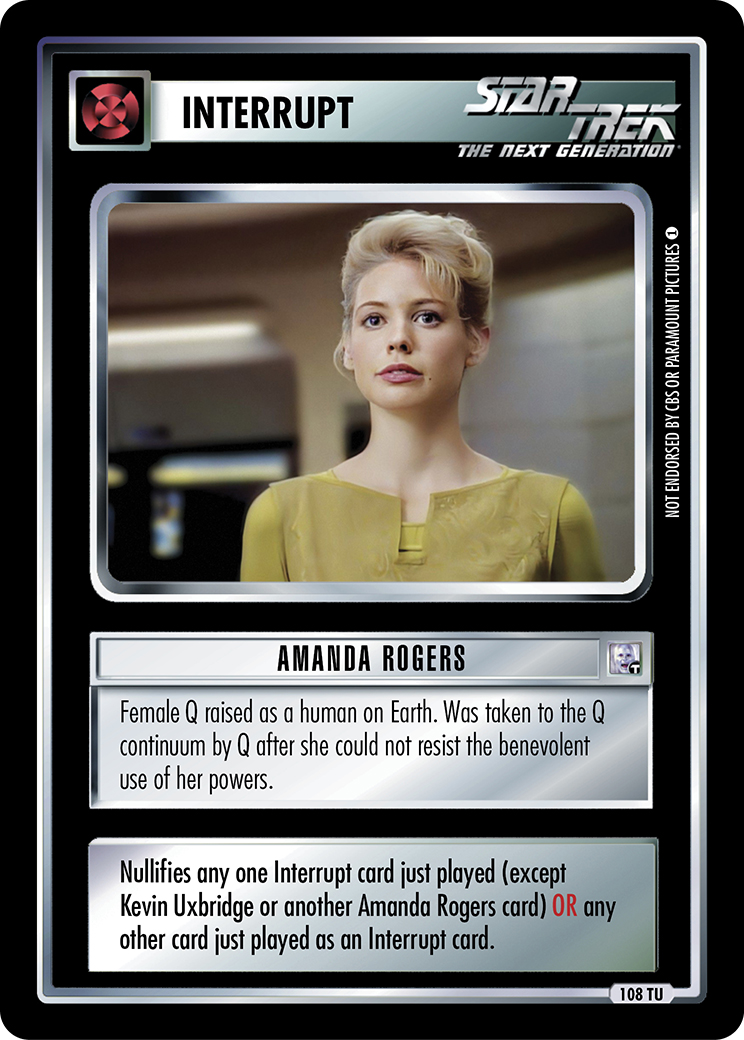 INTERRUPT
STAR
TREK
THE NEXT GENERATION
NOT ENDORSED BY CBS OR PARAMOUNT PICTURES 1
AMANDA ROGERS
T
Female Q raised as a human on Earth. Was taken to the Q
continuum by Q after she could not resist the benevolent
use of her powers.
Nullifies any one Interrupt card just played (except
Kevin Uxbridge or another Amanda Rogers card) OR any
other card just played as an Interrupt card.
108 TU